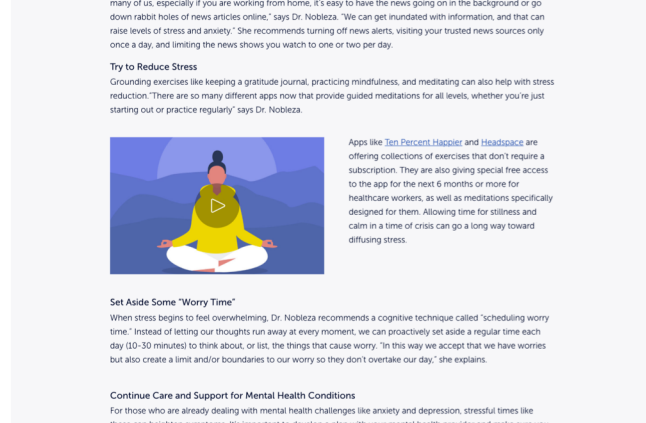 many of us, especially if you are working from home, it's easy to have the news going on in the background or go
down rabbit holes of news articles online," says Dr. Nobleza. "We can get inundated with information, and that can
raise levels of stress and anxiety." She recommends turning off news alerts, visiting your trusted news sources only
once a day, and limiting the news shows you watch to one or two per day.
Try to Reduce Stress
Grounding exercises like keeping a gratitude journal, practicing mindfulness, and meditating can also help with stress
reduction."There are so many different apps now that provide guided meditations for all levels, whether you're just
starting out or practice regularly" says Dr. Nobleza.
Apps like Ten Percent Happier and Headspace are
offering collections of exercises that don't require a
subscription. They are also giving special free access
to the app for the next 6 months or more for
healthcare workers, as well as meditations specifically
designed for them. Allowing time for stillness and
calm in a time of crisis can go a long way toward
diffusing stress.
Set Aside Some "Worry Time"
When stress begins to feel overwhelming, Dr. Nobleza recommends a cognitive technique called "scheduling worry
time." Instead of letting our thoughts run away at every moment, we can proactively set aside a regular time each
day (10-30 minutes) to think about, or list, the things that cause worry. "In this way we accept that we have worries
but also create a limit and/or boundaries to our worry so they don't overtake our day," she explains.
Continue Care and Support for Mental Health Conditions
For those who are already dealing with mental health challenges like anxiety and depression, stressful times like